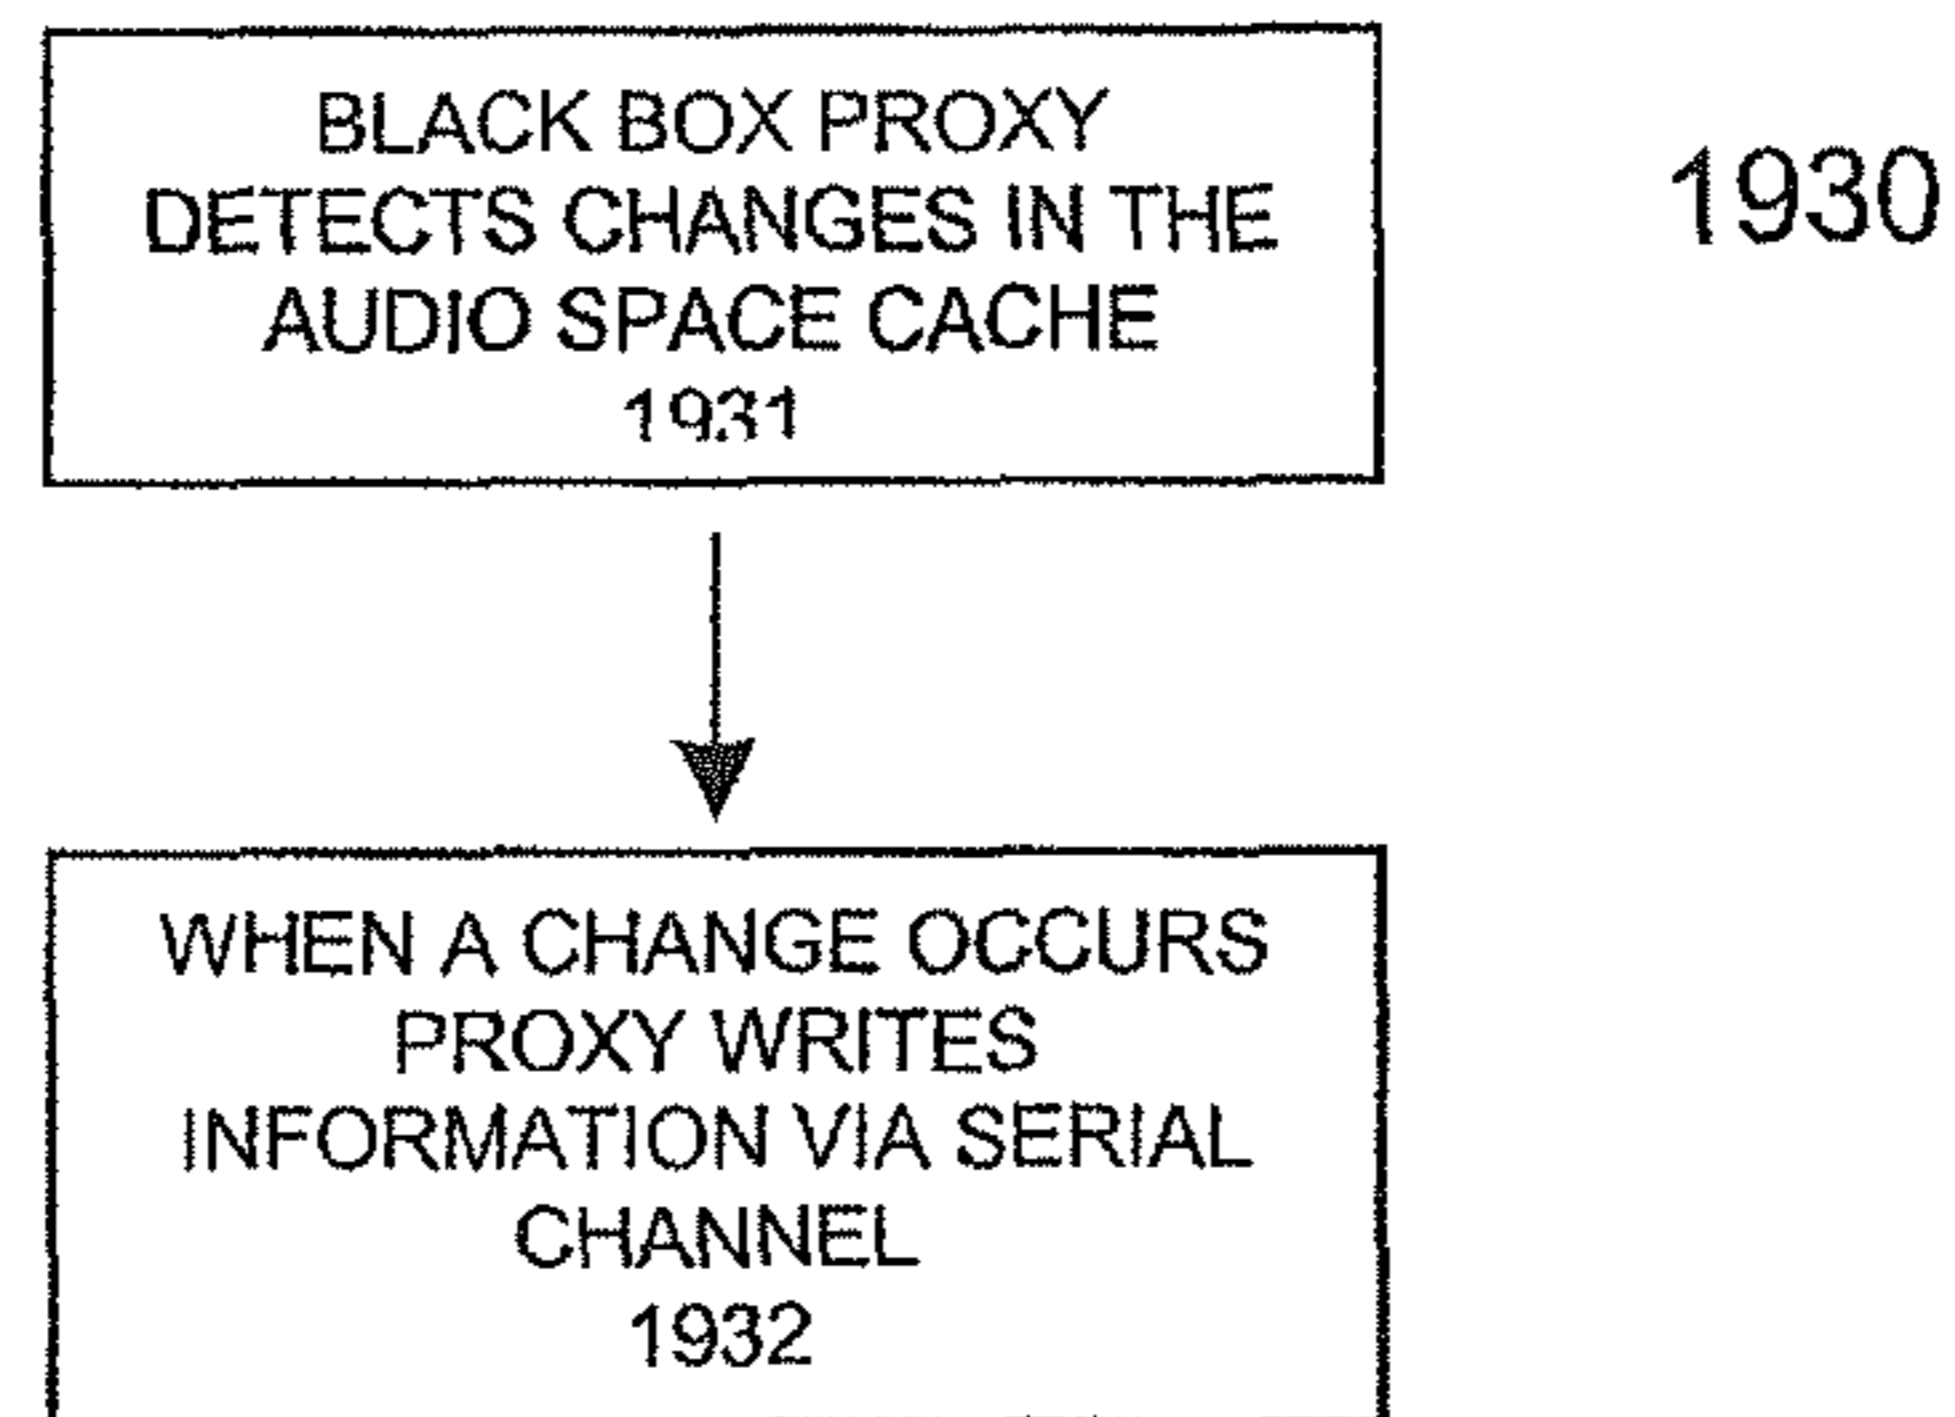 BLACK BOX PROXY
DETECTS CHANGES IN THE
AUDIO SPACE CACHE
1931
1930
WHEN A CHANGE OCCURS
PROXY WRITES
INFORMATION VIA SERIAL
CHANNEL
1932